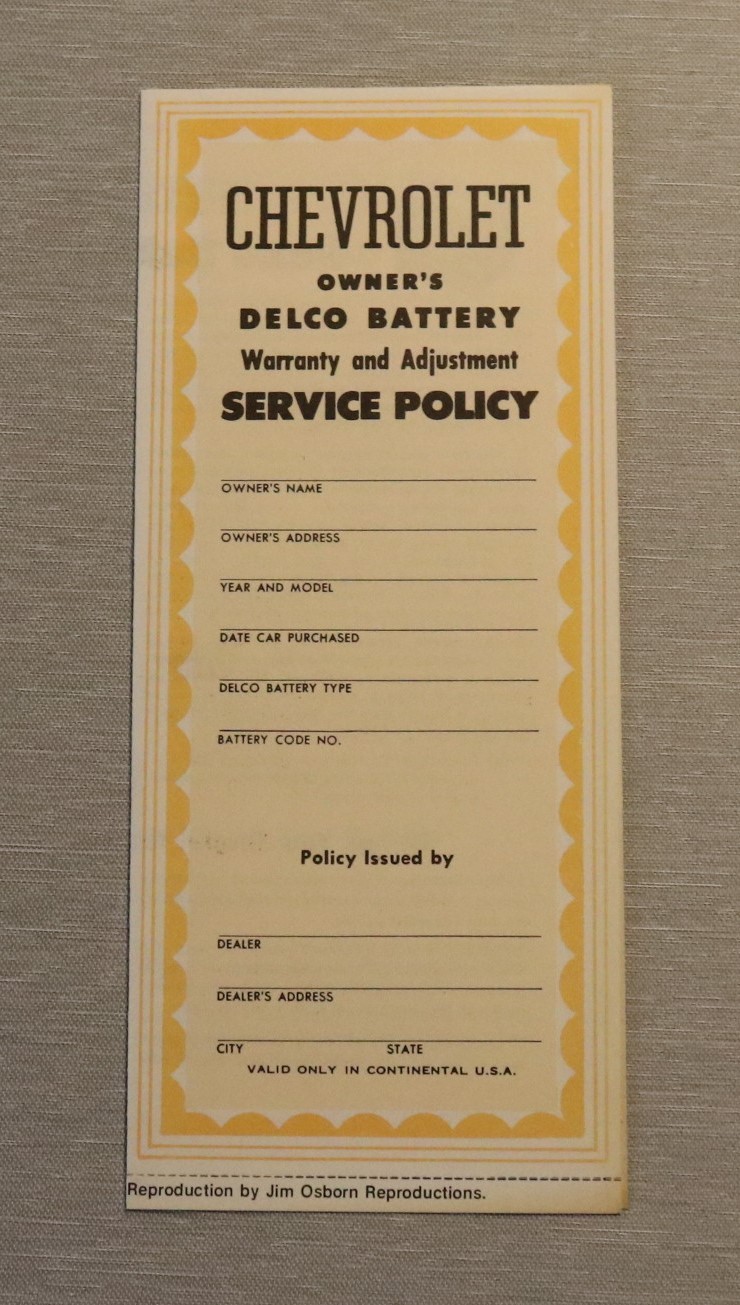 CHEVROLET
OWNER'S
DELCO BATTERY
Warranty and Adjustment
SERVICE POLICY
OWNER'S NAME
OWNER'S ADDRESS
YEAR AND MODEL
DATE CAR PURCHASED
DELCO BATTERY TYPE
BATTERY CODE NO.
Policy Issued by
DEALER
DEALER'S ADDRESS
CITY STATE
VALID ONLY IN CONTINENTAL U.S.A.
Reproduction by Jim Osborn Reproductions.